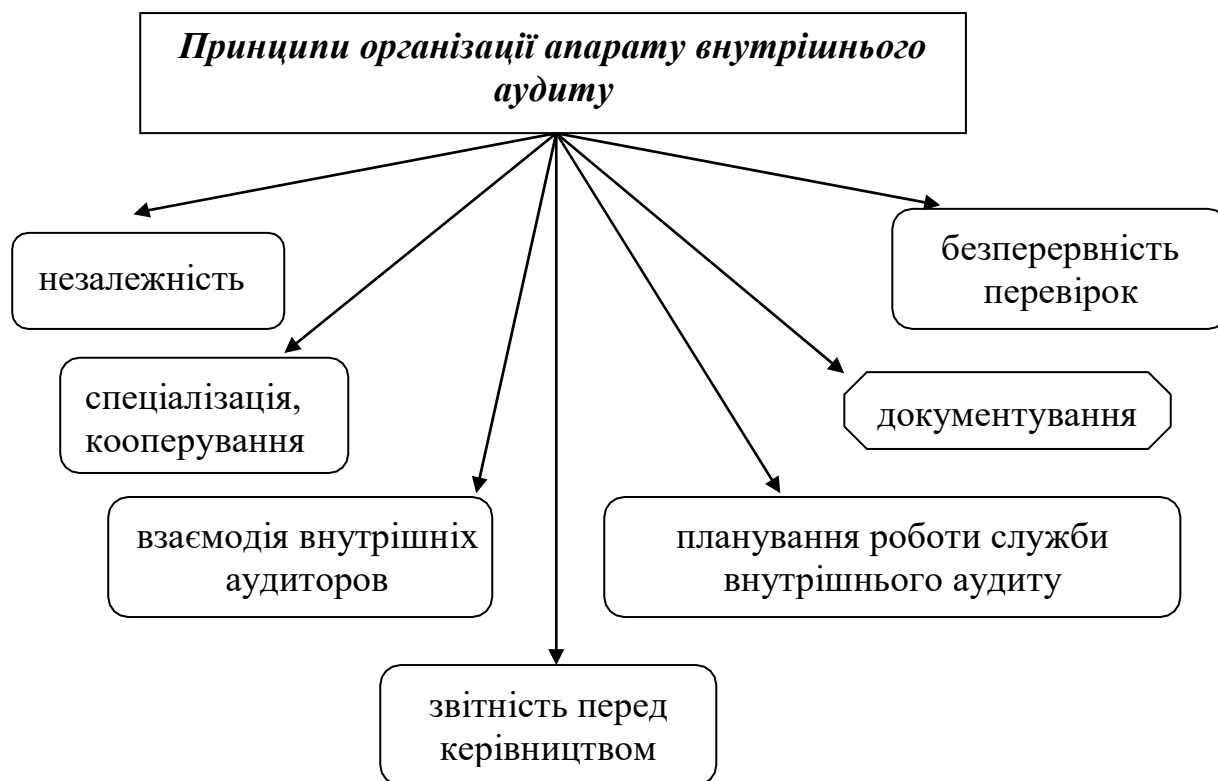 Принципи організації апарату внутрішнього
аудиту
незалежність
безперервність
перевірок
спеціалізація,
кооперування
документування
взаємодія внутрішніх
аудиторов
планування роботи служби
внутрішнього аудиту
звітність перед
керівництвом